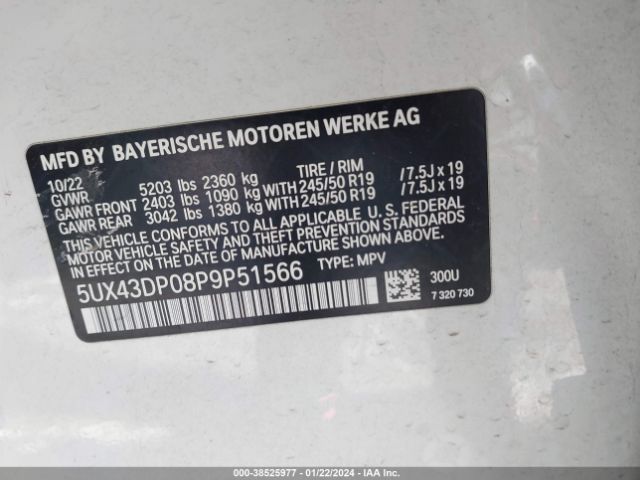 MFD BY BAYERISCHE MOTOREN WERKE AG
10/22 TIRE / RIM
GVWR 5203 lbs 2360 kg
GAWR FRONT 2403 lbs 1090 kg WITH 245/50 R19 /7.5J x 19
GAWR REAR 3042 lbs 1380 kg WITH 245/50 R19 /7.5J x 19
THIS VEHICLE CONFORMS TO ALL APPLICABLE U. S. FEDERAL
MOTOR VEHICLE SAFETY AND THEFT PREVENTION STANDARDS
IN EFFECT ON THE DATE OF MANUFACTURE SHOWN ABOVE.
5UX43DP08P9P51566 TYPE: MPV
300U
7 320 730
000-38525977 - 01/22/2024 - IAAI.COM